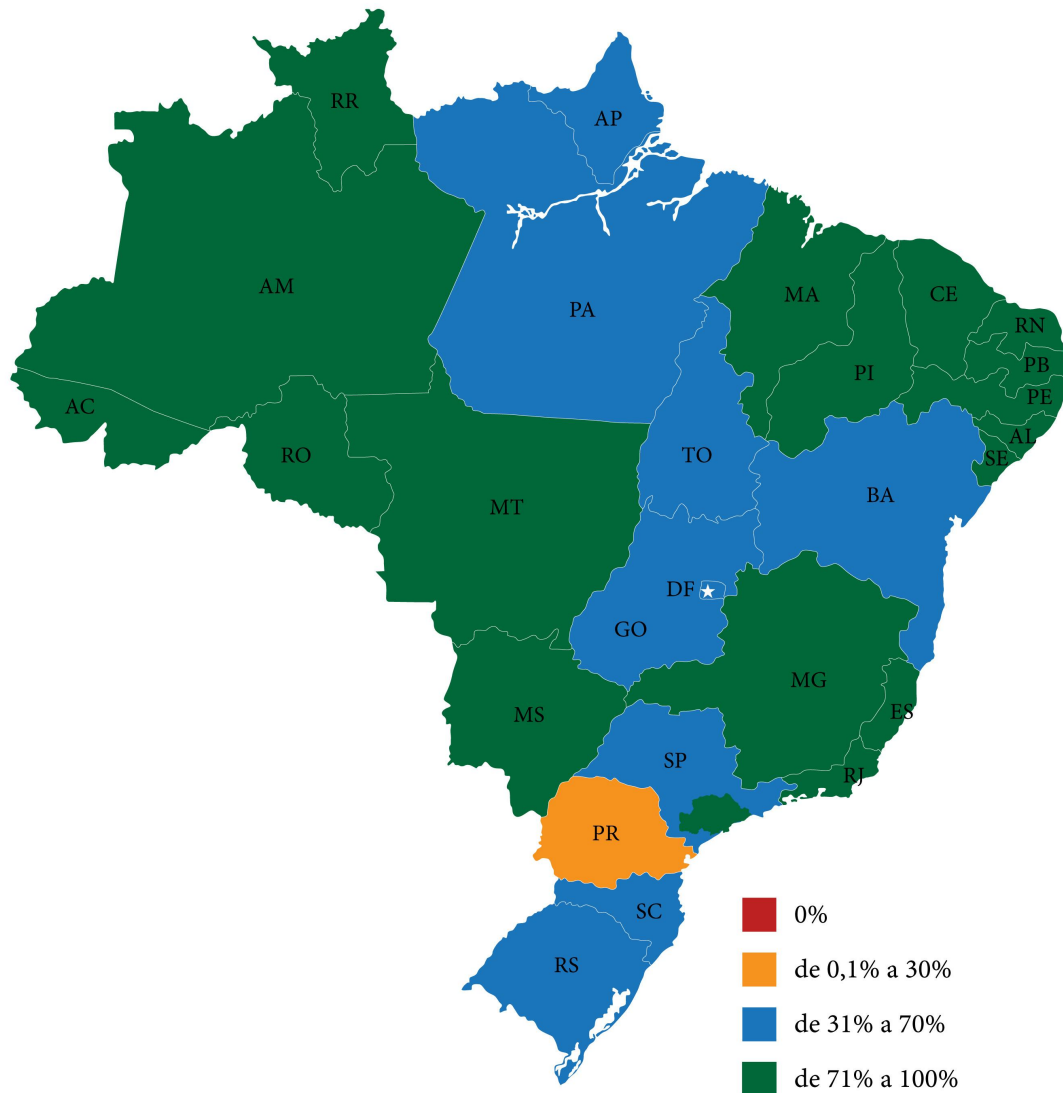 RR
AP
AM
PA
MA
CE
RN
PI
PB
PE
AC
AL
RO
TO
SE
BA
MT
DF
GO
MG
MS
ES
SP
RJ
PR
SC
RS
0%
de 0,1% a 30%
de 31% a 70%
de 71% a 100%